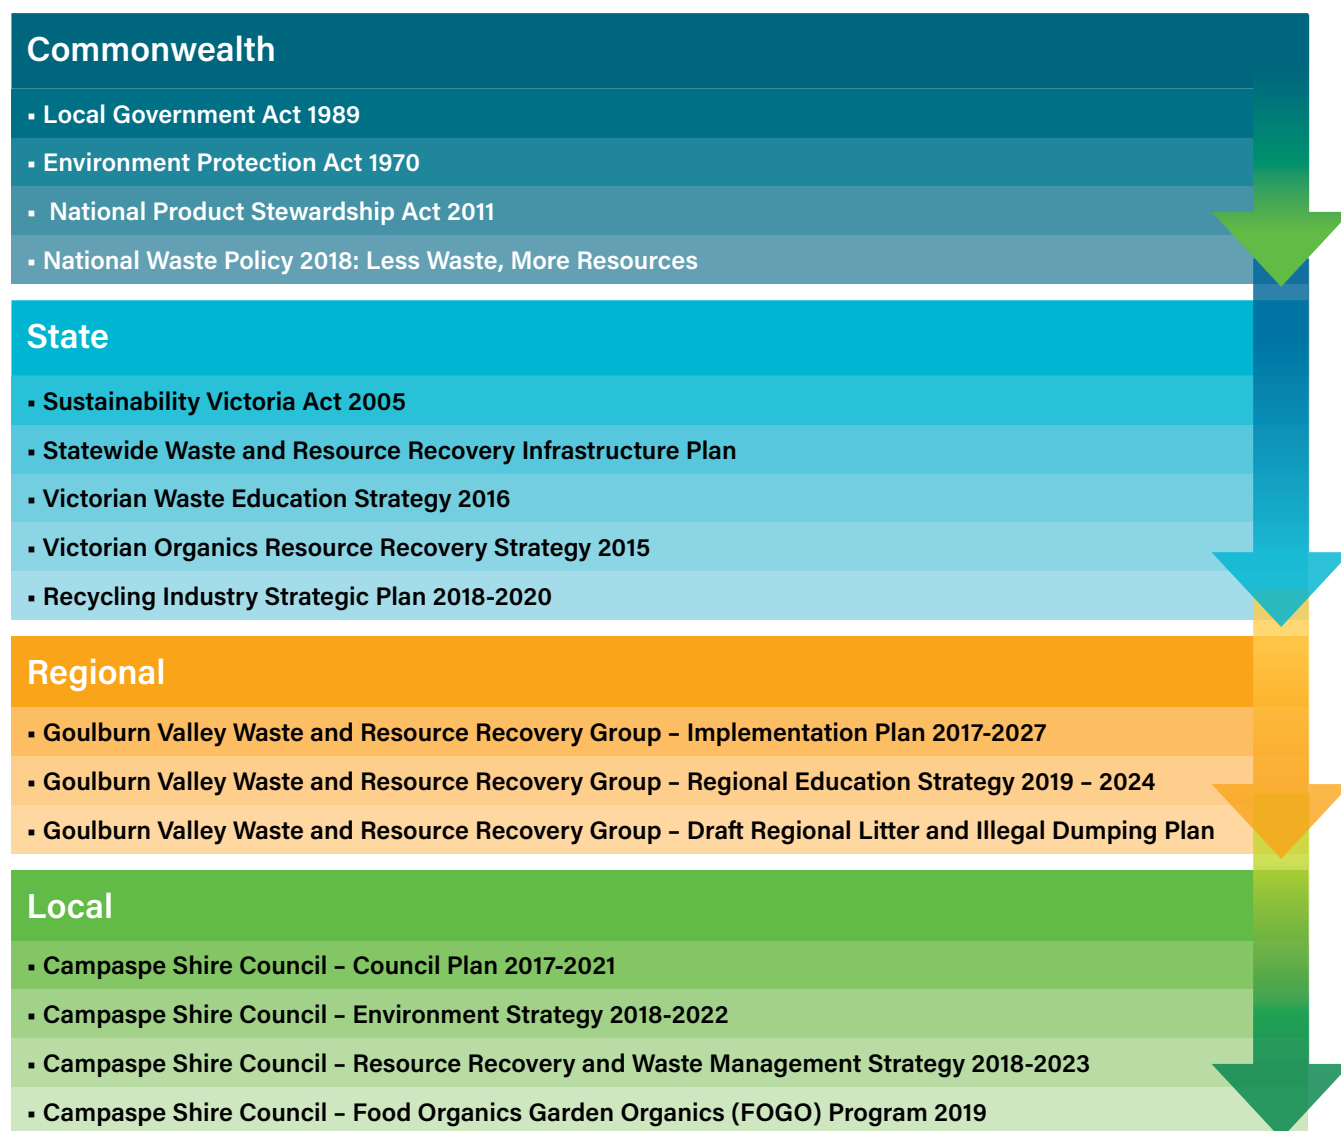 Commonwealth
▪ Local Government Act 1989
▪ Environment Protection Act 1970
▪ National Product Stewardship Act 2011
▪ National Waste Policy 2018: Less Waste, More Resources
State
▪ Sustainability Victoria Act 2005
▪ Statewide Waste and Resource Recovery Infrastructure Plan
▪ Victorian Waste Education Strategy 2016
▪ Victorian Organics Resource Recovery Strategy 2015
▪ Recycling Industry Strategic Plan 2018-2020
Regional
▪ Goulburn Valley Waste and Resource Recovery Group – Implementation Plan 2017-2027
▪ Goulburn Valley Waste and Resource Recovery Group – Regional Education Strategy 2019 – 2024
▪ Goulburn Valley Waste and Resource Recovery Group – Draft Regional Litter and Illegal Dumping Plan
Local
▪ Campaspe Shire Council – Council Plan 2017-2021
▪ Campaspe Shire Council – Environment Strategy 2018-2022
▪ Campaspe Shire Council – Resource Recovery and Waste Management Strategy 2018-2023
▪ Campaspe Shire Council – Food Organics Garden Organics (FOGO) Program 2019